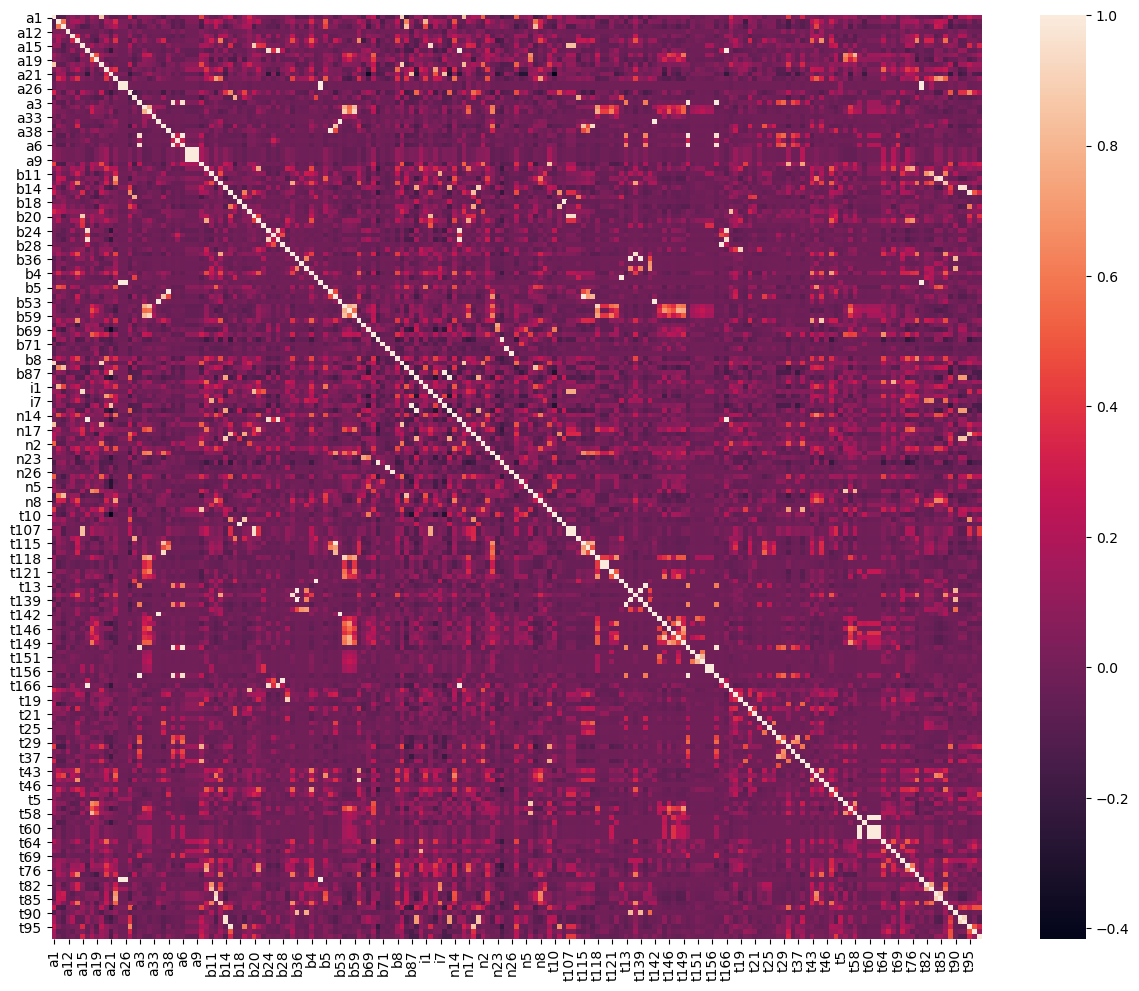 a1
a12
a15
a19
a21
a26
a3
a33
a38
a6
a9
b11
b14
b18
b20
b24
b28
b36
b4
b5
b53
b59
b69
b71
b8
b87
i1
i7
n14
n17
n2
n23
n26
n5
n8
t10
t107
t115
t118
t121
t13
t139
t142
t146
t149
t151
t156
t166
t19
t21
t25
t29
t37
t43
t46
t5
t58
t60
t64
t69
t76
t82
t85
t90
t95
a1 a12 a15 a19 a21 a26 a3 a33 a38 a6 a9 b11 b14 b18 b20 b24 b28 b36 b4 b5 b53 b59 b69 b71 b8 b87 i1 i7 n14 n17 n2 n23 n26 n5 n8 t10 t107 t115 t118 t121 t13 t139 t142 t146 t149 t151 t156 t166 t19 t21 t25 t29 t37 t43 t46 t5 t58 t60 t64 t69 t76 t82 t85 t90 t95
1.0
0.8
0.6
0.4
0.2
0.0
−0.2
−0.4